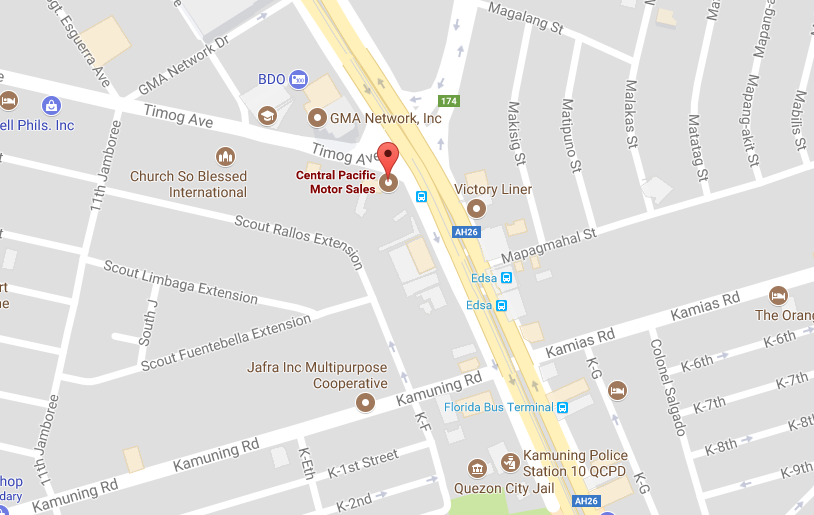 Sgt. Esguerra Ave
GMA Network Dr
Magalang St
BDO
174
ell Phils. Inc
Timog Ave
GMA Network, Inc
Makisig St
Matipuno St
Malakas St
Matatag St
Mapang-akit St
Mapang-a
Mabilis St
Timog Ave
Church So Blessed
International
Central Pacific
Motor Sales
11th Jamboree
Victory Liner
Scout Rallos Extension
AH26
Mapagmahal St
Scout Limbaga Extension
Edsa
Edsa
rt
ne
South J
Scout Fuentebella Extension
Kamias Rd
Kamias Rd
The Orang
Jafra Inc Multipurpose
Cooperative
Kamuning Rd
K-G
Colonel Salgado
K-6th
K-6th
K-7th
K-7th
Florida Bus Terminal
K-F
11th Jamboree
Kamuning Rd
K-Eth
K-1st Street
K-8th
K-8th
Kamuning Police
Station 10 QCPD
Quezon City Jail
K-9th
K-G
hop
dary
Kamuning Rd
K-2nd
AH26